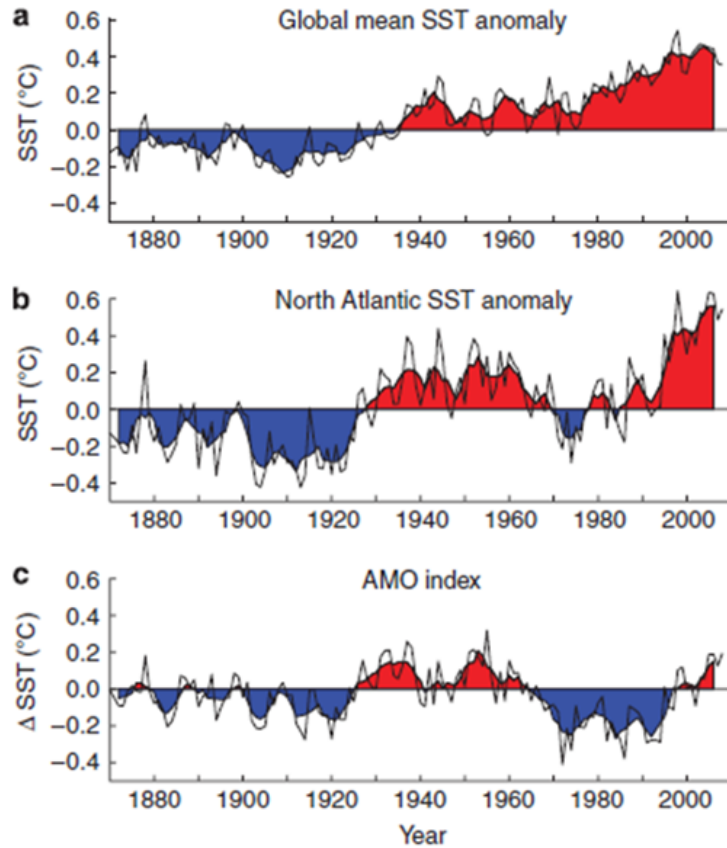 a
Global mean SST anomaly
SST (°C)
0.6
0.4
0.2
0.0
−0.2
−0.4
1880 1900 1920 1940 1960 1980 2000
b
North Atlantic SST anomaly
SST (°C)
0.6
0.4
0.2
0.0
−0.2
−0.4
1880 1900 1920 1940 1960 1980 2000
c
AMO index
Δ SST (°C)
0.6
0.4
0.2
0.0
−0.2
−0.4
1880 1900 1920 1940 1960 1980 2000
Year